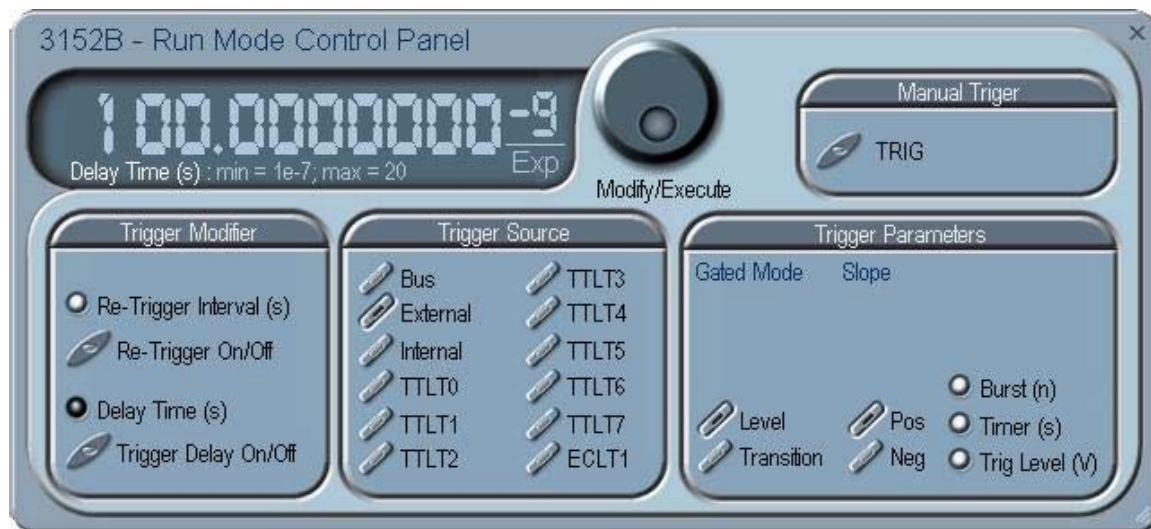 3152B - Run Mode Control Panel
100.0000000 -9
Exp
Delay Time (s) : min = 1e-7; max = 20
Modify/Execute
Manual Triger
TRIG
Trigger Modifier
Re-Trigger Interval (s)
Re-Trigger On/Off
Delay Time (s)
Trigger Delay On/Off
Trigger Source
Bus
External
Internal
TTLT0
TTLT1
TTLT2
TTLT3
TTLT4
TTLT5
TTLT6
TTLT7
ECLT1
Trigger Parameters
Gated Mode
Level
Transition
Slope
Pos
Neg
Burst (n)
Timer (s)
Trig Level (V)